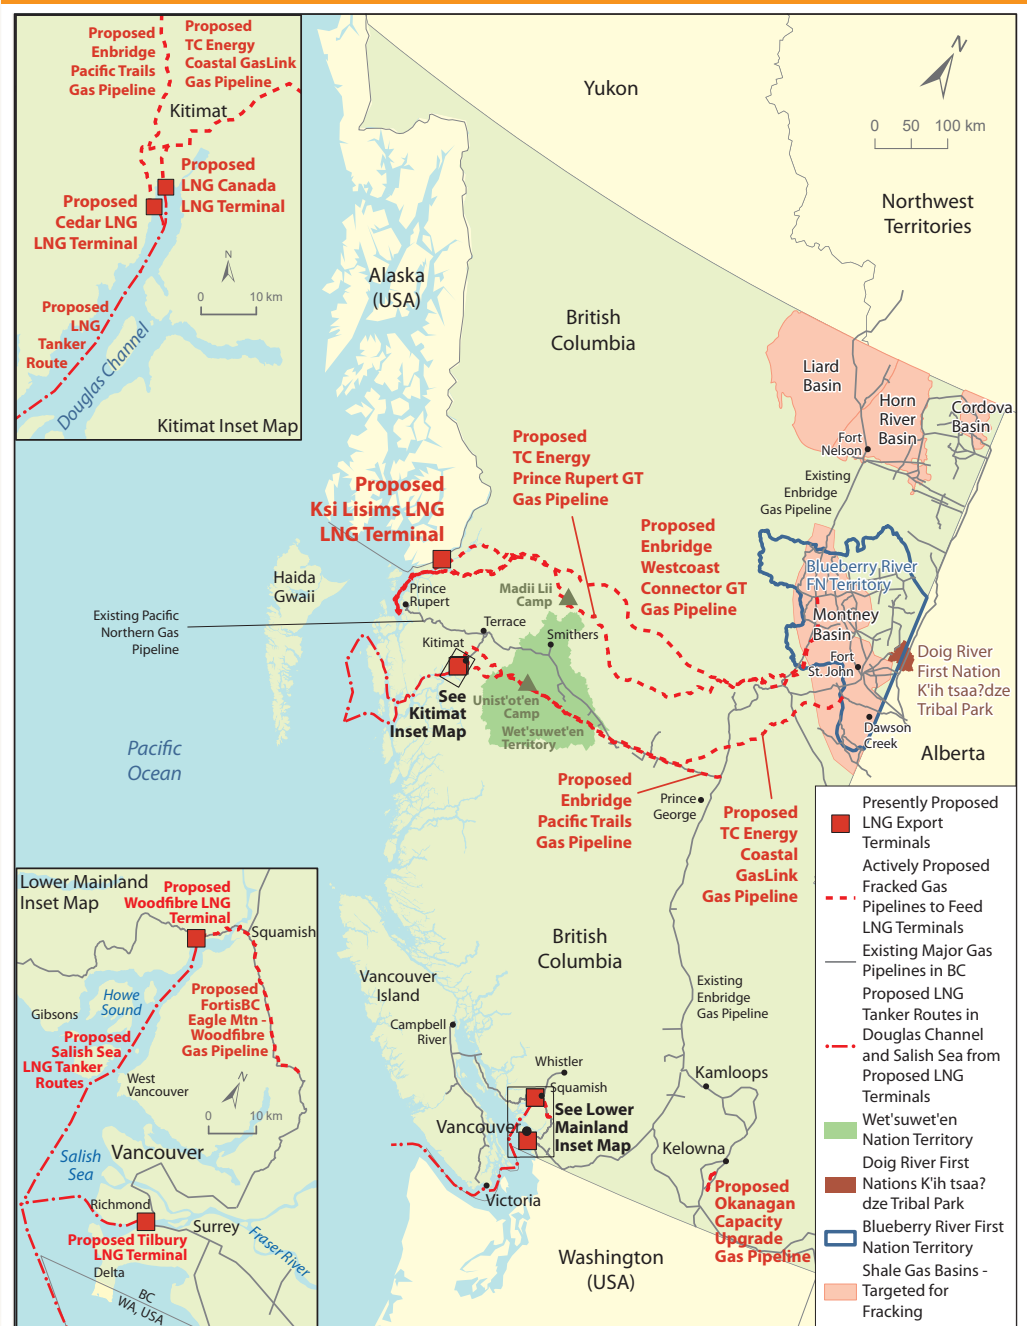 Proposed
Enbridge
Pacific Trails
Gas Pipeline
Proposed
TC Energy
Coastal GasLink
Gas Pipeline
Kitimat
Proposed
LNG Canada
LNG Terminal
Proposed
Cedar LNG
LNG Terminal
N
0 10 km
Proposed
LNG
Tanker
Route
Douglas Channel
Kitimat Inset Map
Yukon
N
0 50 100 km
Northwest
Territories
Alaska
(USA)
British
Columbia
Liard
Basin
Horn
River
Basin
Cordova
Basin
Fort
Nelson
Existing
Enbridge
Gas Pipeline
Proposed
TC Energy
Prince Rupert GT
Gas Pipeline
Proposed
Ksi Lisims LNG
LNG Terminal
Proposed
Enbridge
Westcoast
Connector GT
Gas Pipeline
Blueberry River
FN Territory
Montney
Basin
Fort
St. John
Doig River
First Nation
K'ih tsaa?dze
Tribal Park
Dawson
Creek
Alberta
Haida
Gwaii
Prince
Rupert
Madii Lii
Camp
Existing Pacific
Northern Gas
Pipeline
Terrace
Smithers
Kitimat
See
Kitimat
Inset Map
Unist'ot'en
Camp
Wet'suwet'en
Territory
Pacific
Ocean
Proposed
Enbridge
Pacific Trails
Gas Pipeline
Prince
George
Proposed
TC Energy
Coastal
GasLink
Gas Pipeline
British
Columbia
Vancouver
Island
Campbell
River
Existing
Enbridge
Gas Pipeline
Whistler
Squamish
Kamloops
See Lower
Mainland
Inset Map
Vancouver
Kelowna
Victoria
Proposed
Okanagan
Capacity
Upgrade
Gas Pipeline
Washington
(USA)
Lower Mainland
Inset Map
Proposed
Woodfibre LNG
Terminal
Squamish
Howe
Sound
Gibsons
Proposed
FortisBC
Eagle Mtn -
Woodfibre
Gas Pipeline
Proposed
Salish Sea
LNG Tanker
Routes
West
Vancouver
N
0 10 km
Salish
Sea
Vancouver
Richmond
Surrey
Proposed Tilbury
LNG Terminal
Fraser River
Delta
BC
WA, USA
Presently Proposed
LNG Export
Terminals
Actively Proposed
Fracked Gas
Pipelines to Feed
LNG Terminals
Existing Major Gas
Pipelines in BC
Proposed LNG
Tanker Routes in
Douglas Channel
and Salish Sea from
Proposed LNG
Terminals
Wet'suwet'en
Nation Territory
Doig River First
Nations K'ih tsaa?
dze Tribal Park
Blueberry River First
Nation Territory
Shale Gas Basins -
Targeted for
Fracking